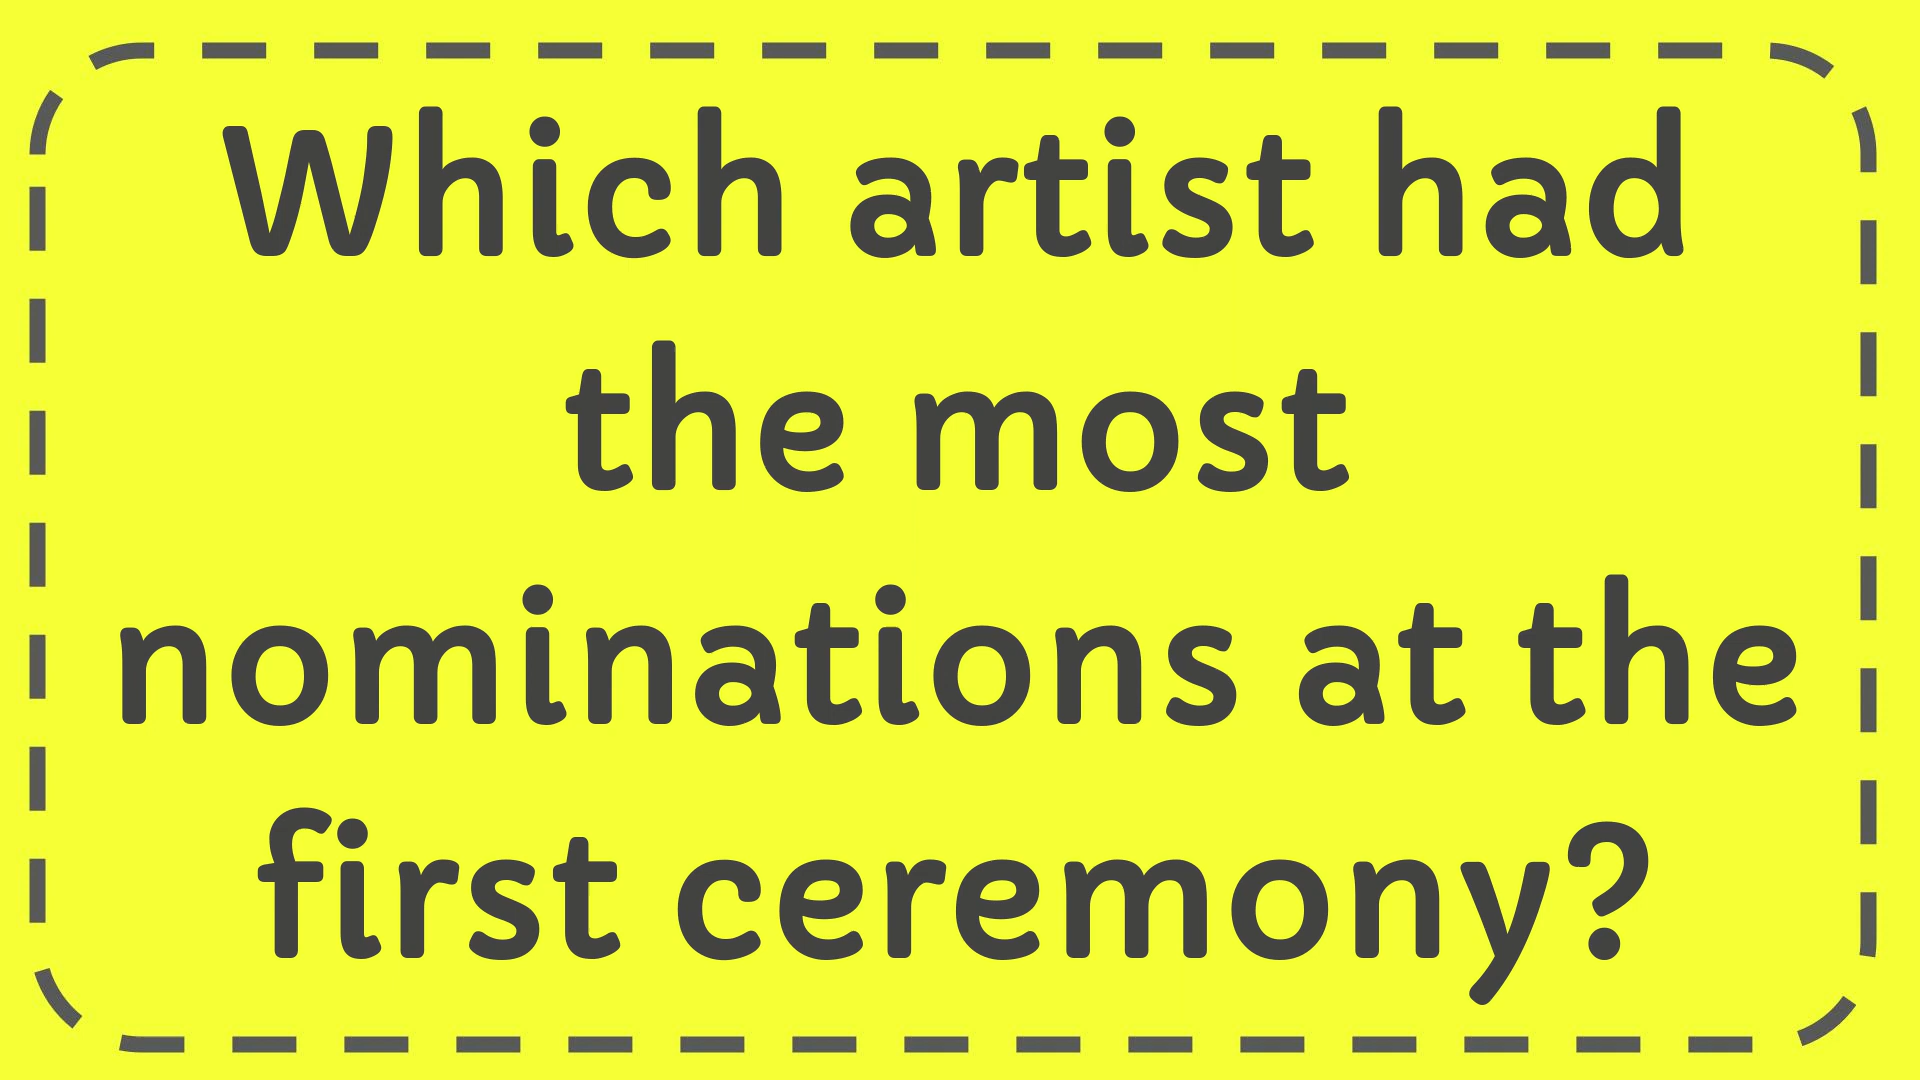 Which artist had
the most
nominations at the
first ceremony?